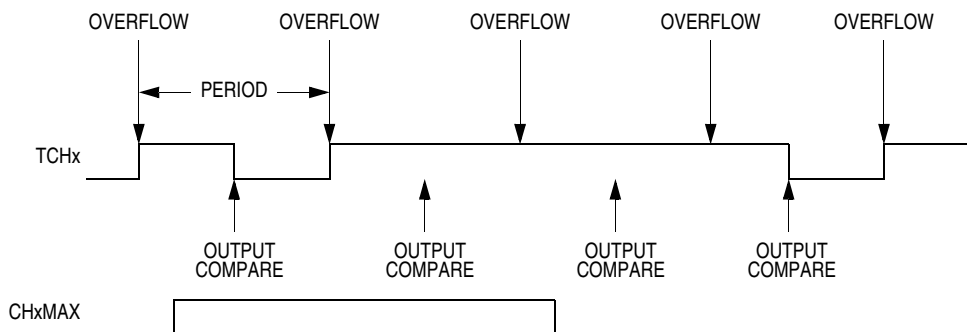 OVERFLOW OVERFLOW OVERFLOW OVERFLOW OVERFLOW
PERIOD
TCHx
OUTPUT OUTPUT OUTPUT OUTPUT
COMPARE COMPARE COMPARE COMPARE
CHxMAX